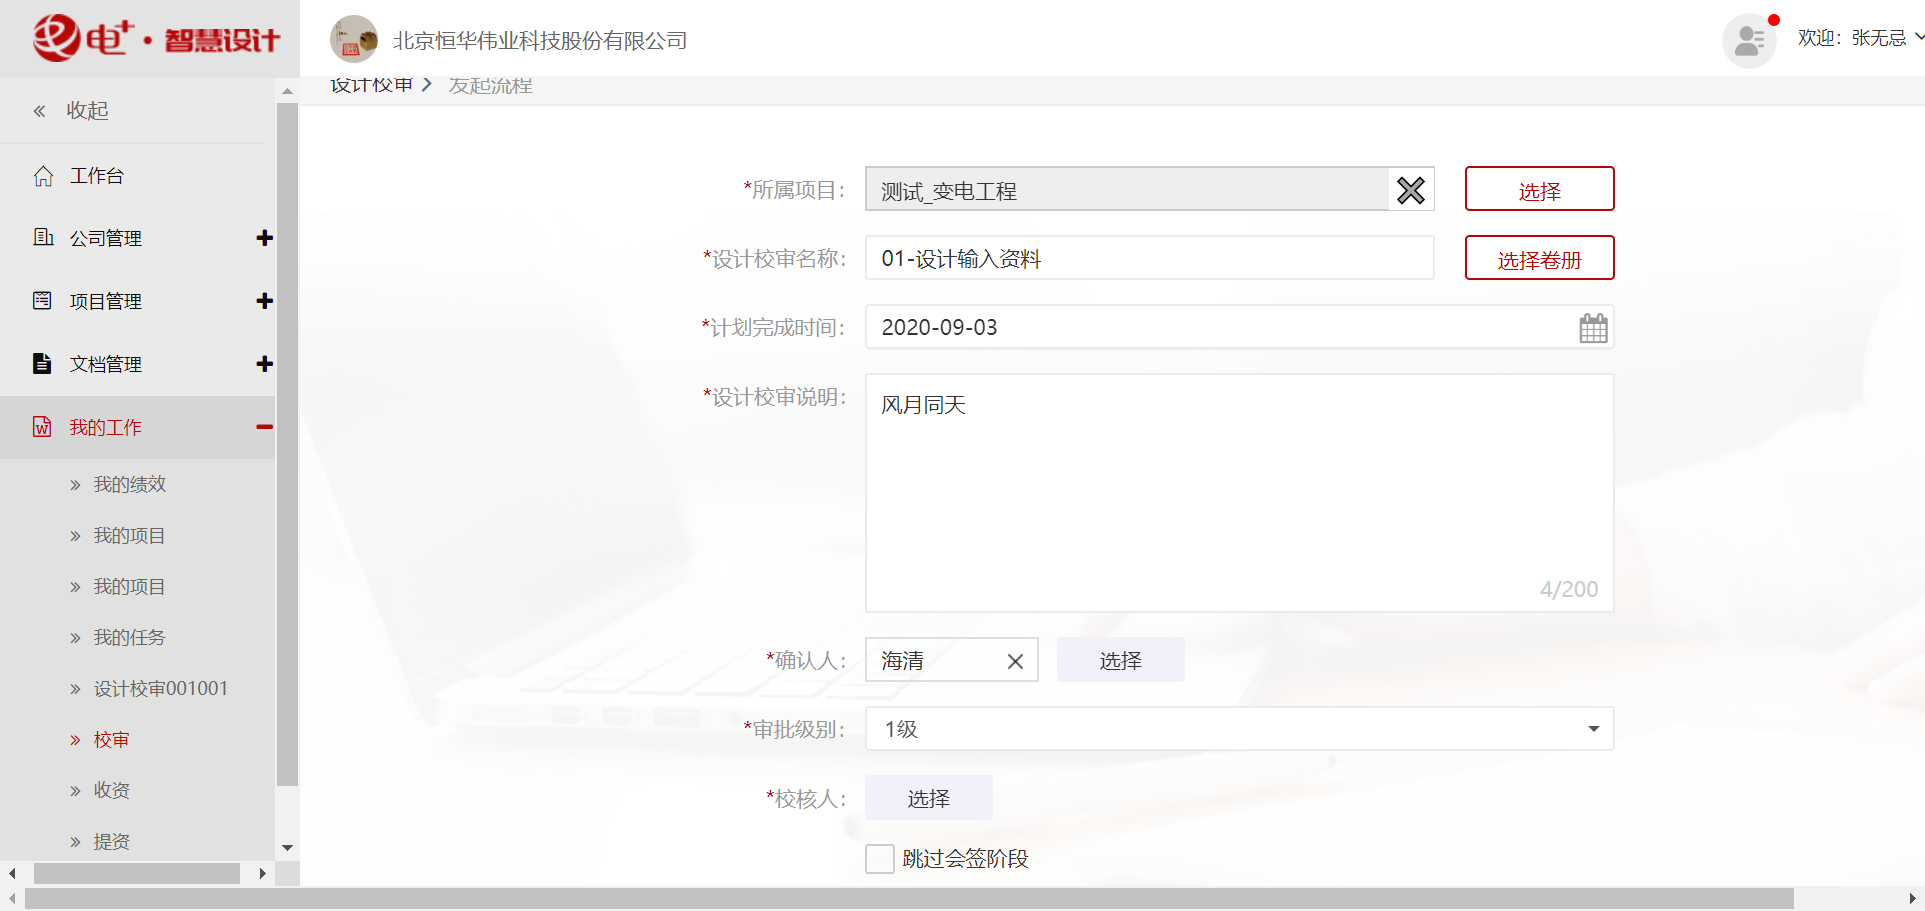 电+·智慧设计
北京恒华伟业科技股份有限公司
欢迎：张无忌
设计校审 发起流程
« 收起
工作台
公司管理
项目管理
文档管理
我的工作
» 我的绩效
» 我的项目
» 我的项目
» 我的任务
» 设计校审001001
» 校审
» 收资
» 提资
*所属项目： 测试_变电工程 选择
*设计校审名称： 01-设计输入资料 选择卷册
*计划完成时间： 2020-09-03
*设计校审说明： 风月同天
4/200
*确认人： 海清 选择
*审批级别： 1级
*校核人： 选择
跳过会签阶段